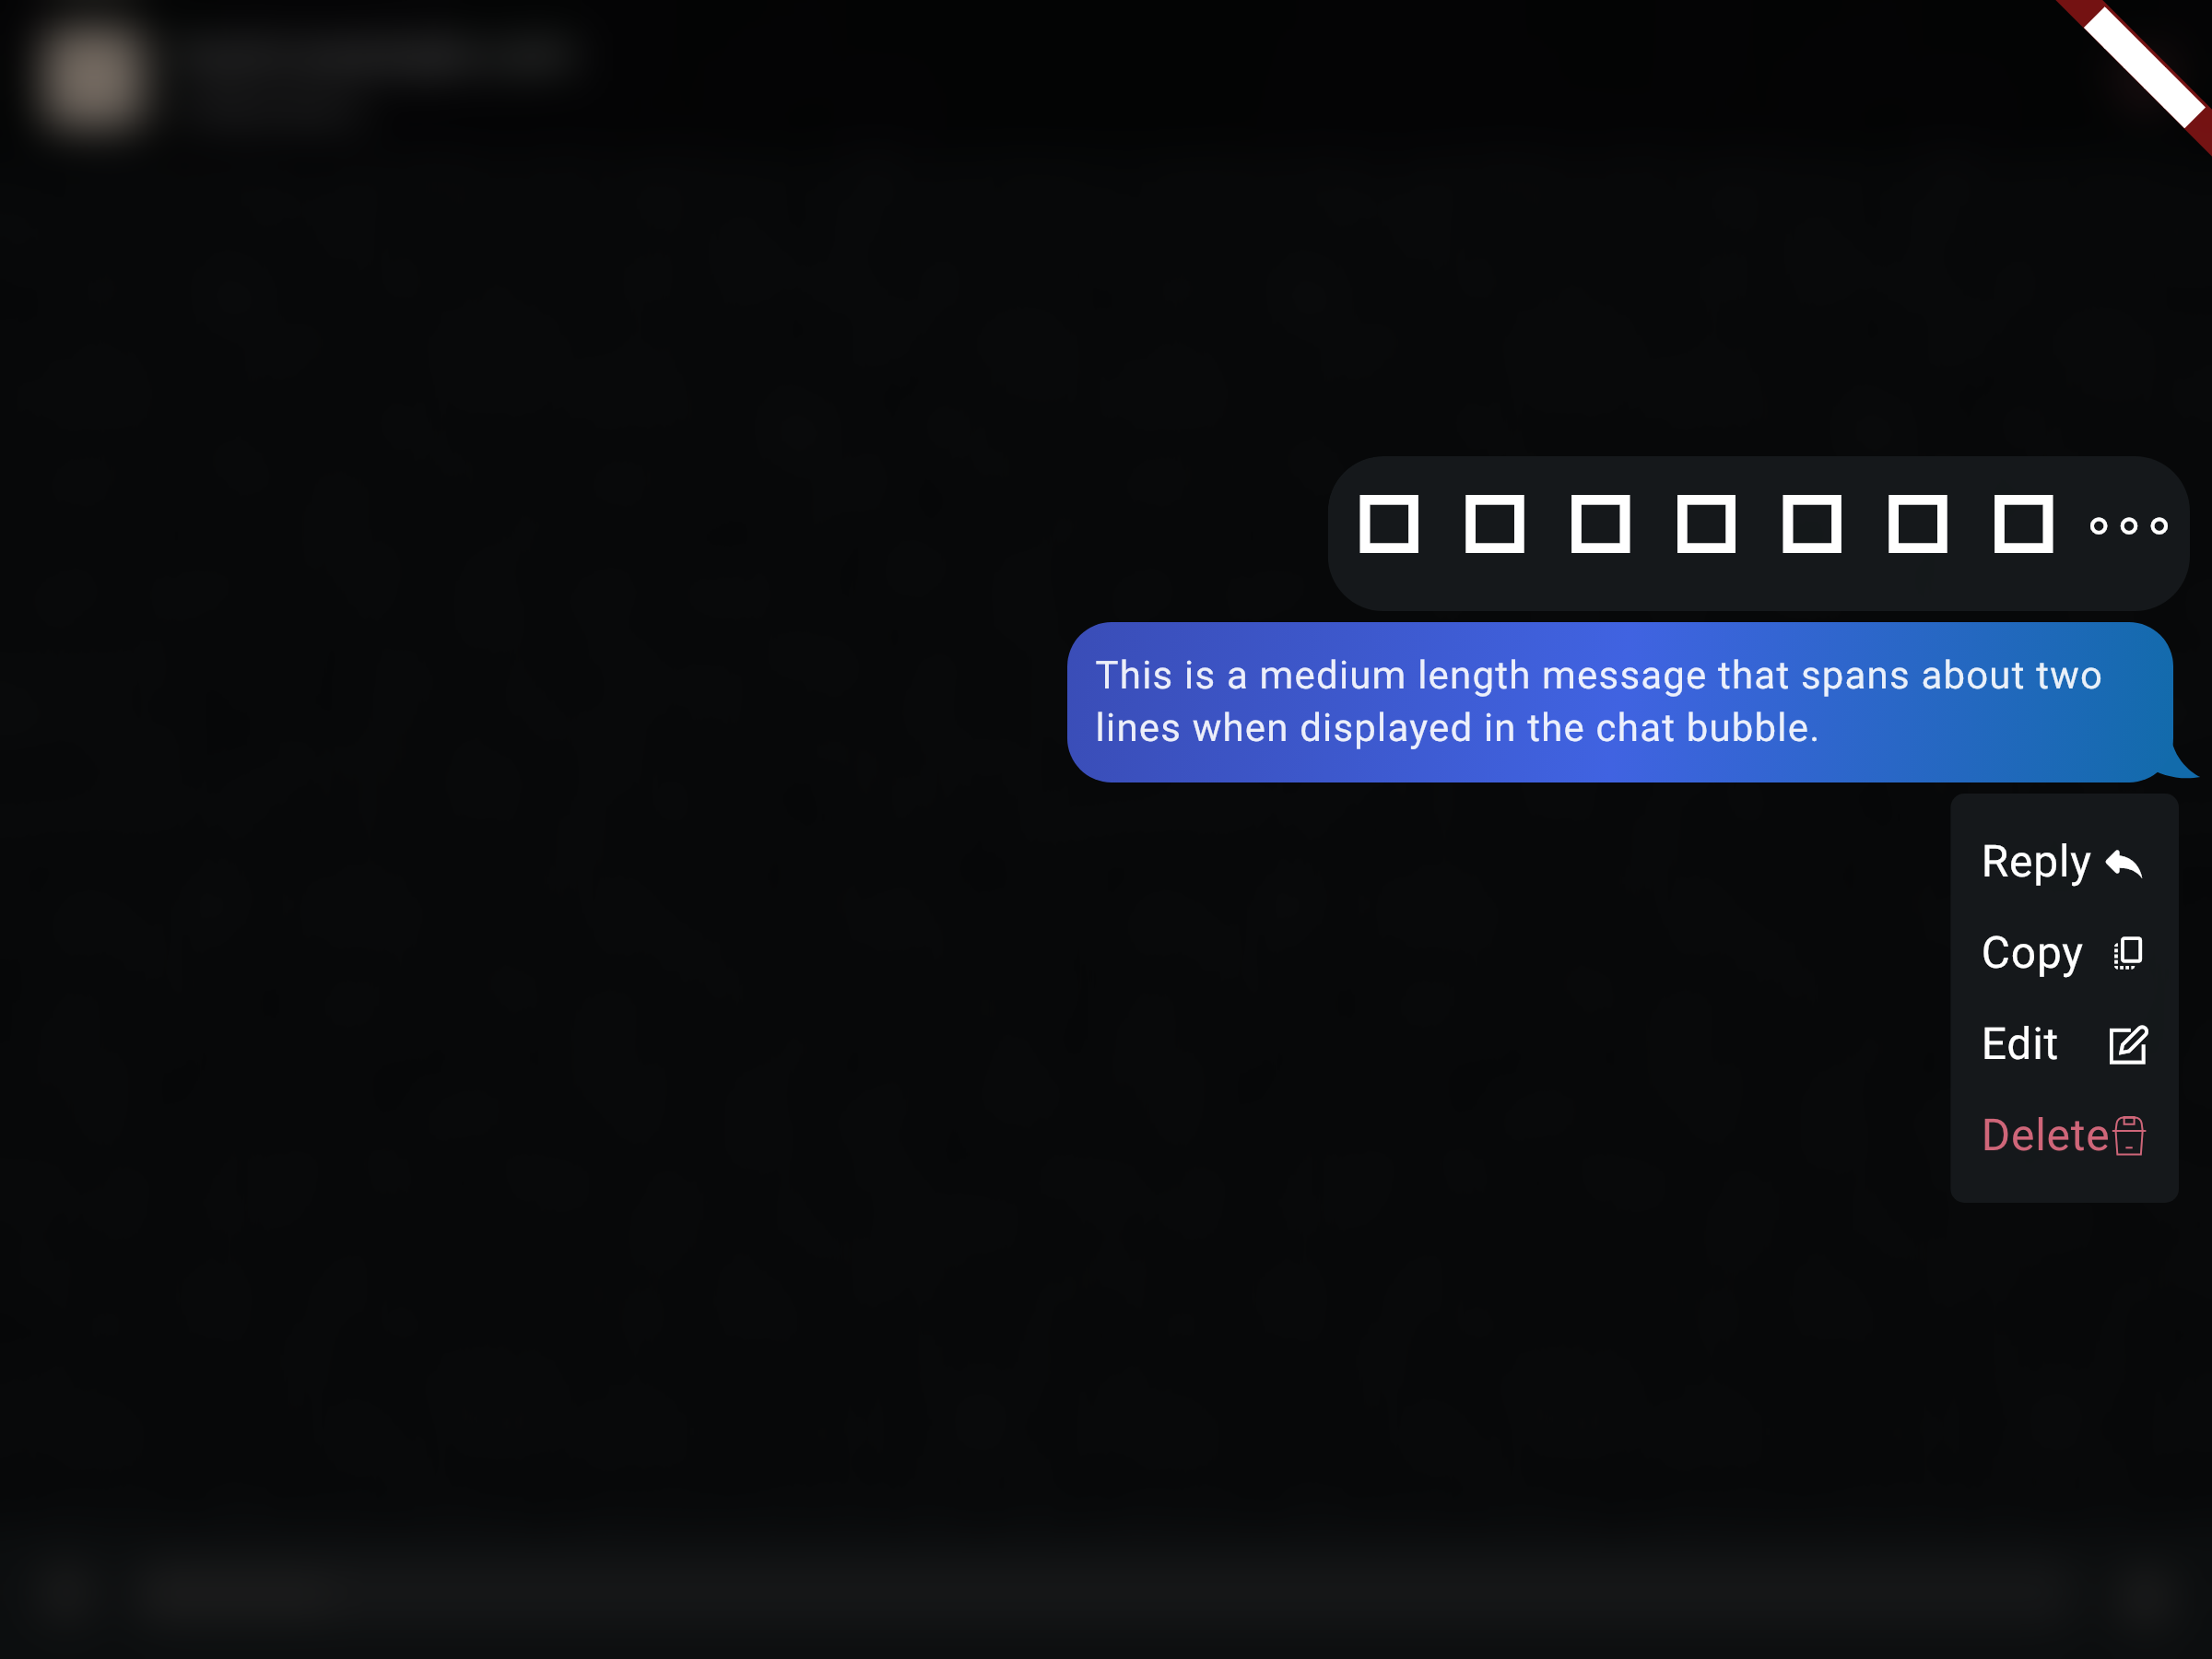 This is a medium length message that spans about two
lines when displayed in the chat bubble.
Reply
Copy
Edit
Delete